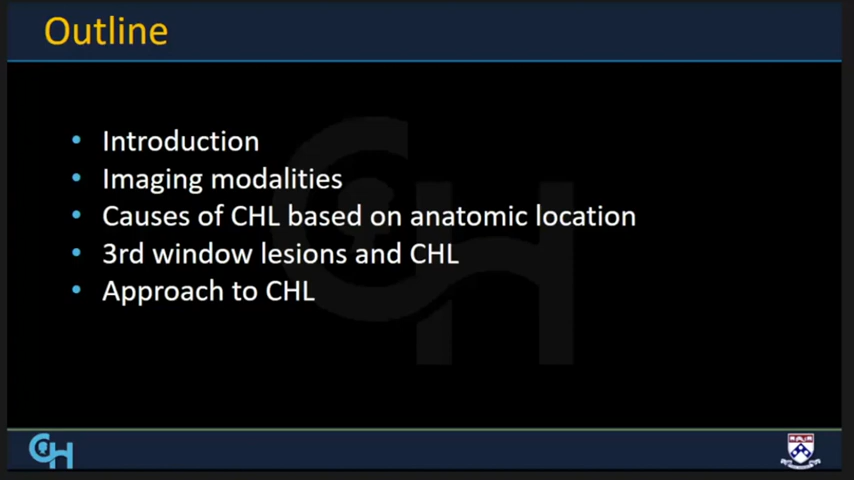 Outline
• Introduction
• Imaging modalities
• Causes of CHL based on anatomic location
• 3rd window lesions and CHL
• Approach to CHL